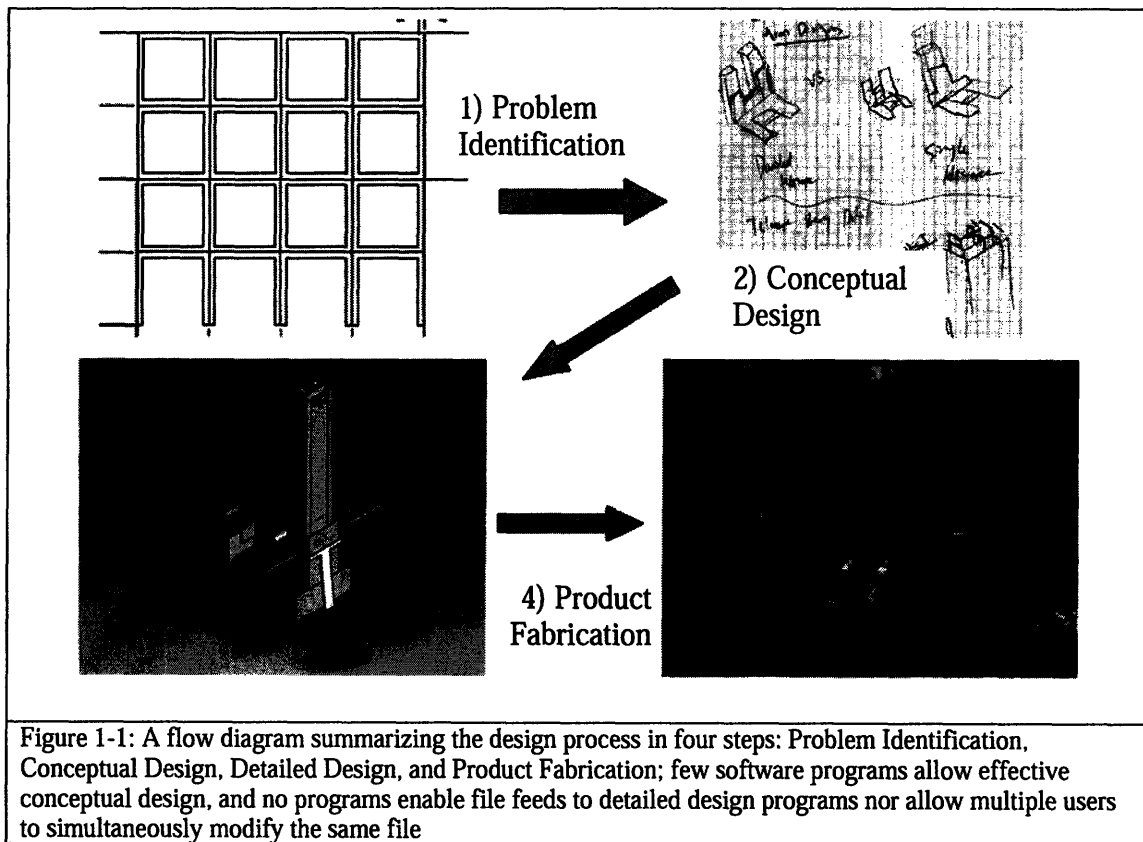 1) Problem
Identification
VS.
2) Conceptual
Design
4) Product
Fabrication
Figure 1-1: A flow diagram summarizing the design process in four steps: Problem Identification,
Conceptual Design, Detailed Design, and Product Fabrication; few software programs allow effective
conceptual design, and no programs enable file feeds to detailed design programs nor allow multiple users
to simultaneously modify the same file